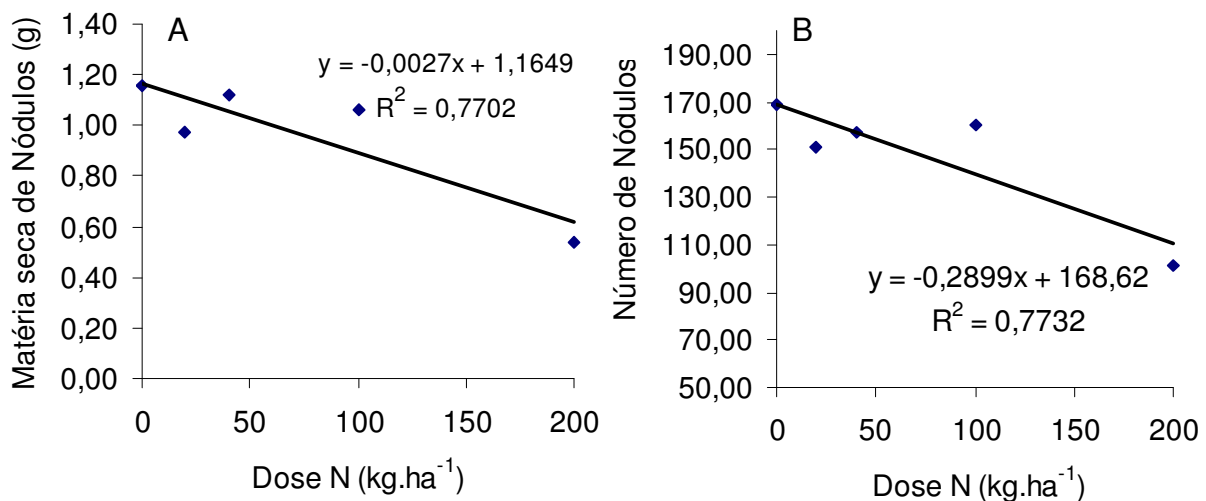 A
Matéria seca de Nódulos (g)
1,40
1,20
1,00
0,80
0,60
0,40
0,20
0,00
y = -0,0027x + 1,1649
R² = 0,7702
0 50 100 150 200
Dose N (kg.ha⁻¹)
B
Número de Nódulos
190,00
170,00
150,00
130,00
110,00
90,00
70,00
50,00
y = -0,2899x + 168,62
R² = 0,7732
0 50 100 150 200
Dose N (kg.ha⁻¹)